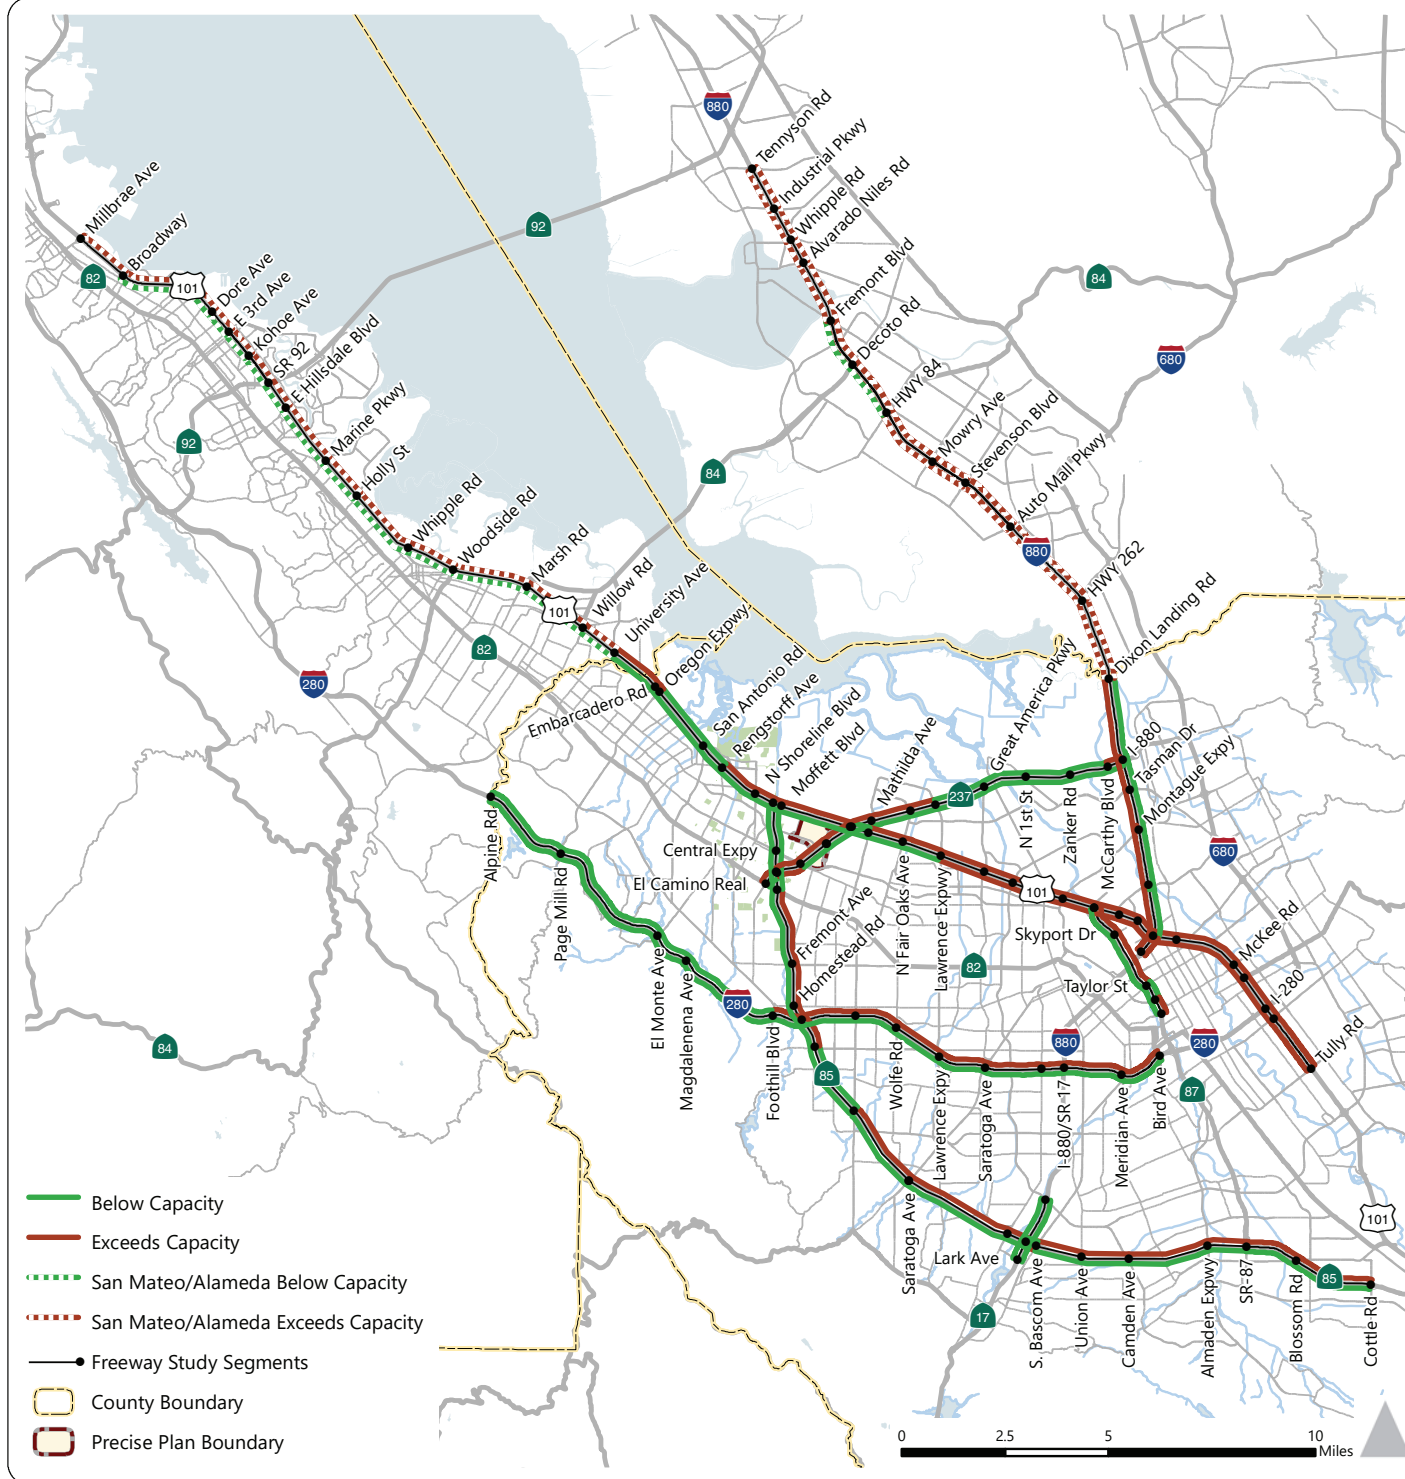 880
Tennyson Rd
Industrial Pkwy
Whipple Rd
Alvarado Niles Rd
Fremont Blvd
Decoto Rd
HWY 84
Mowry Ave
Stevenson Blvd
Auto Mall Pkwy
880
HWY 262
Dixon Landing Rd
92
84
680
84
Millbrae Ave
Broadway
82
101
Dore Ave
E 3rd Ave
Kohoe Ave
SR 92
E Hillsdale Blvd
Marine Pkwy
Holly St
92
Whipple Rd
Woodside Rd
Marsh Rd
101
Willow Rd
University Ave
Oregon Expwy
Embarcadero Rd
82
280
San Antonio Rd
Rengstorff Ave
N Shoreline Blvd
Moffett Blvd
Mathilda Ave
Great America Pkwy
237
I-880
Tasman Dr
Montague Expy
N 1st St
Zanker Rd
McCarthy Blvd
680
Central Expy
El Camino Real
Alpine Rd
Page Mill Rd
El Monte Ave
Magdalenena Ave
280
Foothill Blvd
Fremont Ave
Homestead Rd
N Fair Oaks Ave
Lawrence Expwy
101
Skyport Dr
82
Taylor St
McKee Rd
I-280
Tully Rd
880
280
87
84
85
Wolfe Rd
Lawrence Expy
Saratoga Ave
I-880/SR 17
Meridian Ave
Bird Ave
Saratoga Ave
Lark Ave
17
S. Bascom Ave
Union Ave
Camden Ave
Almaden Expwy
SR-87
Blossom Rd
85
Cottle Rd
101
Below Capacity
Exceeds Capacity
San Mateo/Alameda Below Capacity
San Mateo/Alameda Exceeds Capacity
Freeway Study Segments
County Boundary
Precise Plan Boundary
0 2.5 5 10
Miles